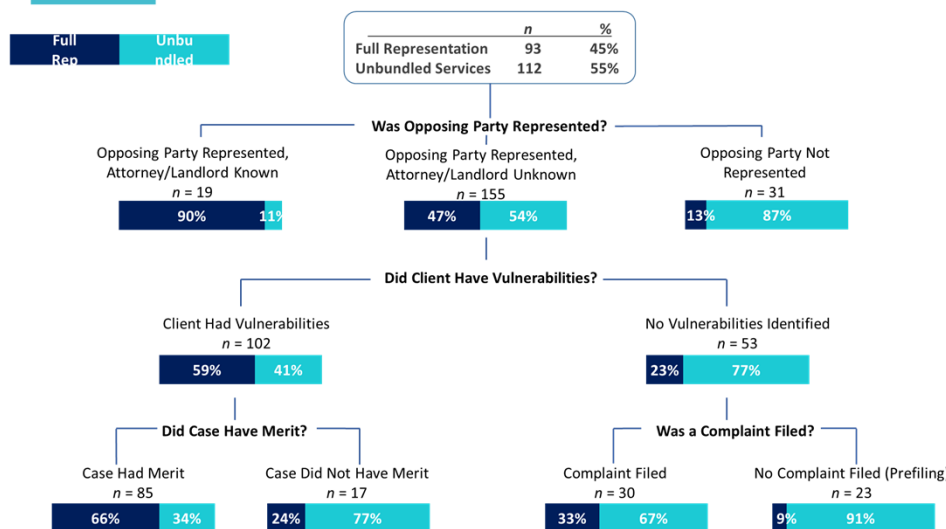 Full
Rep
Unbu
ndled
n %
Full Representation 93 45%
Unbundled Services 112 55%
Was Opposing Party Represented?
Opposing Party Represented,
Attorney/Landlord Known
n = 19
90% 11%
Opposing Party Represented,
Attorney/Landlord Unknown
n = 155
47% 54%
Opposing Party Not
Represented
n = 31
13% 87%
Did Client Have Vulnerabilities?
Client Had Vulnerabilities
n = 102
59% 41%
No Vulnerabilities Identified
n = 53
23% 77%
Did Case Have Merit?
Was a Complaint Filed?
Case Had Merit
n = 85
66% 34%
Case Did Not Have Merit
n = 17
24% 77%
Complaint Filed
n = 30
33% 67%
No Complaint Filed (Prefiling)
n = 23
9% 91%